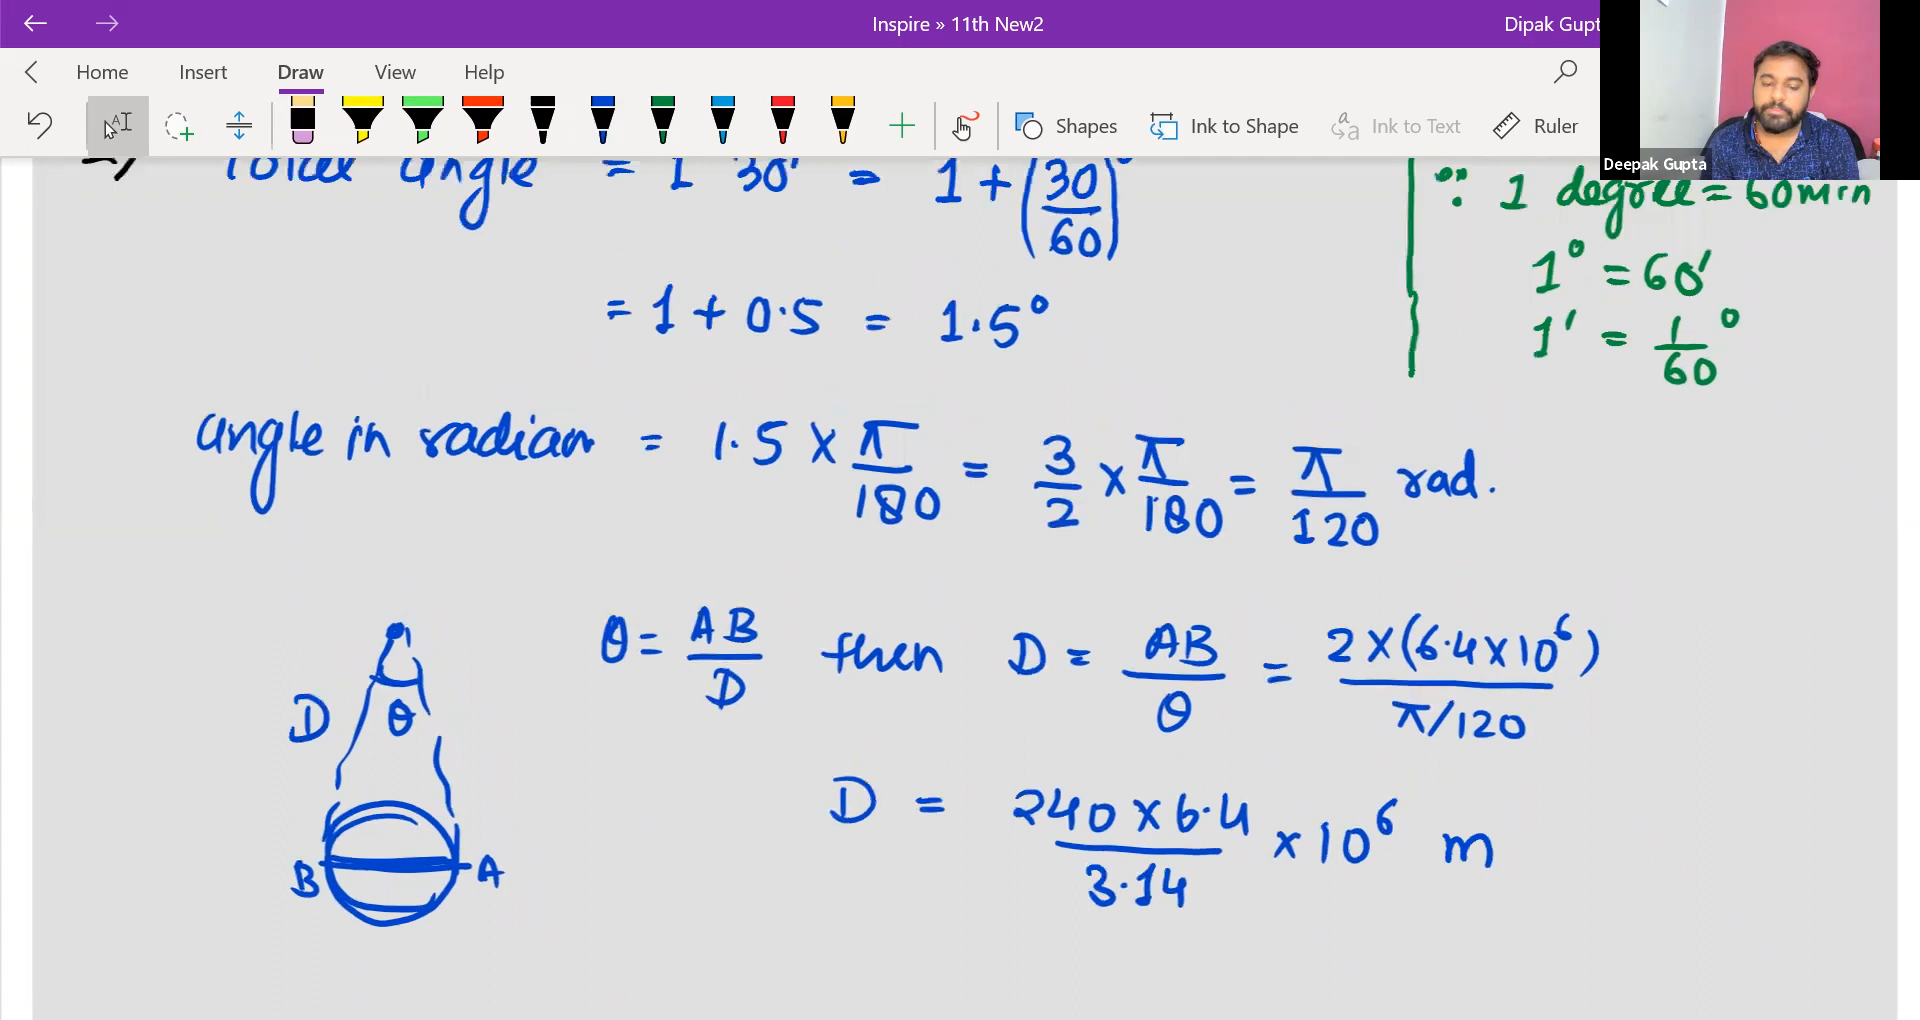 Inspire » 11th New2
Dipak Gupt
Home Insert Draw View Help
Shapes Ink to Shape Ink to Text Ruler
Deepak Gupta
Total angle = 1° 30' = 1 + (30/60)°
∵ 1 degree = 60 min
1° = 60'
= 1 + 0.5 = 1.5°
1' = 1/60 °
angle in radian = 1.5 × π/180 = 3/2 × π/180 = π/120 rad.
θ = AB/D then D = AB/θ = 2×(6.4×10⁶) / π/120
D θ
B A
D = 240 × 6.4 / 3.14 × 10⁶ m